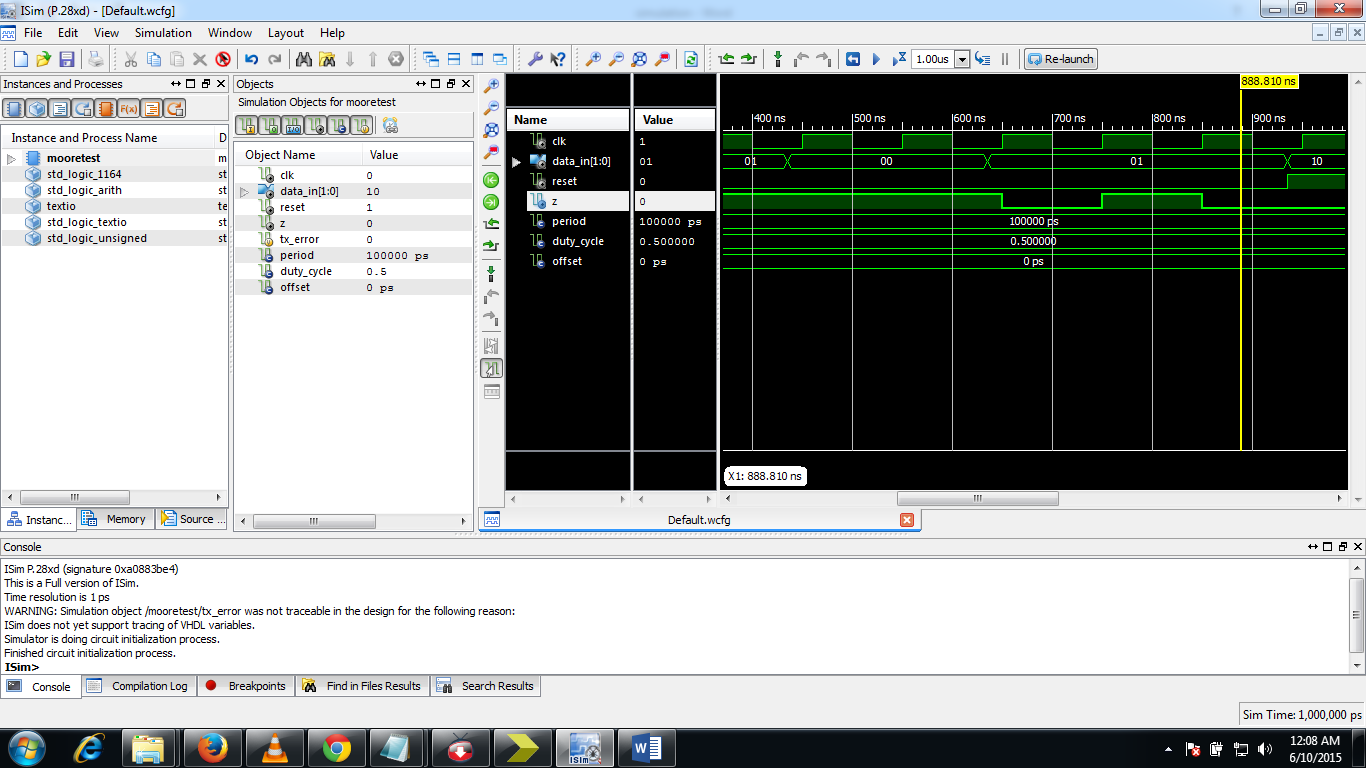 ISim (P.28xd) - [Default.wcfg]
File Edit View Simulation Window Layout Help
1.00us Re-launch
Instances and Processes
Instance and Process Name D
mooretest m
std_logic_1164 st
std_logic_arith st
textio te
std_logic_textio st
std_logic_unsigned st
Instanc... Memory Source ...
Objects
Simulation Objects for mooretest
Object Name Value
clk 0
data_in[1:0] 10
reset 1
z 0
tx_error 0
period 100000 ps
duty_cycle 0.5
offset 0 ps
Name Value
clk 1
data_in[1:0] 01
reset 0
z 0
period 100000 ps
duty_cycle 0.500000
offset 0 ps
888.810 ns
400 ns 500 ns 600 ns 700 ns 800 ns 900 ns
01 00 01 10
100000 ps
0.500000
0 ps
X1: 888.810 ns
Default.wcfg
Console
ISim P.28xd (signature 0xa0883be4)
This is a Full version of ISim.
Time resolution is 1 ps
WARNING: Simulation object /mooretest/tx_error was not traceable in the design for the following reason:
ISim does not yet support tracing of VHDL variables.
Simulator is doing circuit initialization process.
Finished circuit initialization process.
ISim>
Console Compilation Log Breakpoints Find in Files Results Search Results
Sim Time: 1,000,000 ps
ISim
12:08 AM
6/10/2015